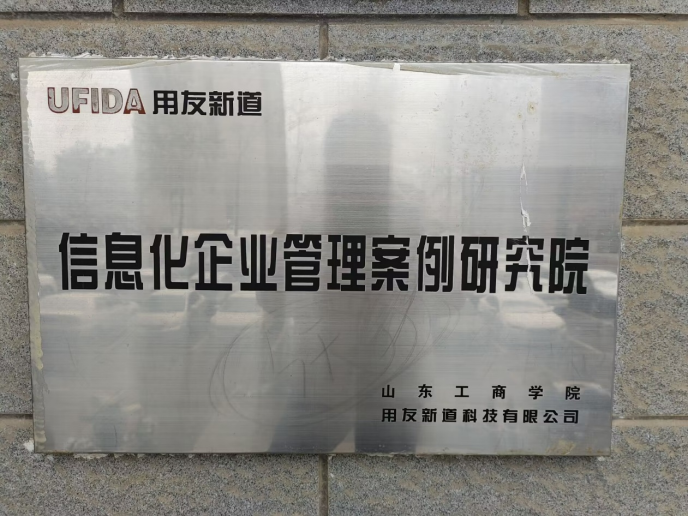 UFIDA 用友新道
信息化企业管理案例研究院
山东工商学院
用友新道科技有限公司